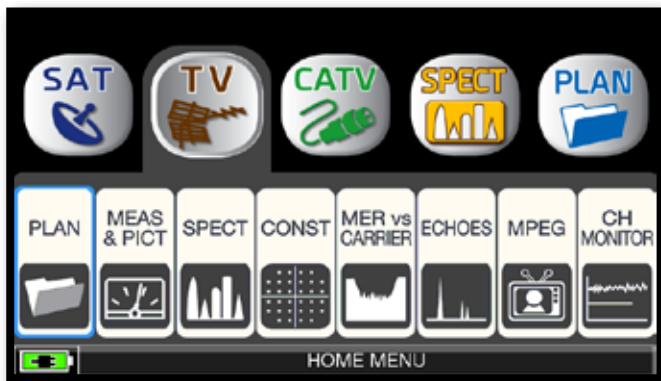 SAT TV CATV SPECT PLAN
PLAN MEAS & PICT SPECT CONST MER vs CARRIER ECHOES MPEG CH MONITOR
HOME MENU